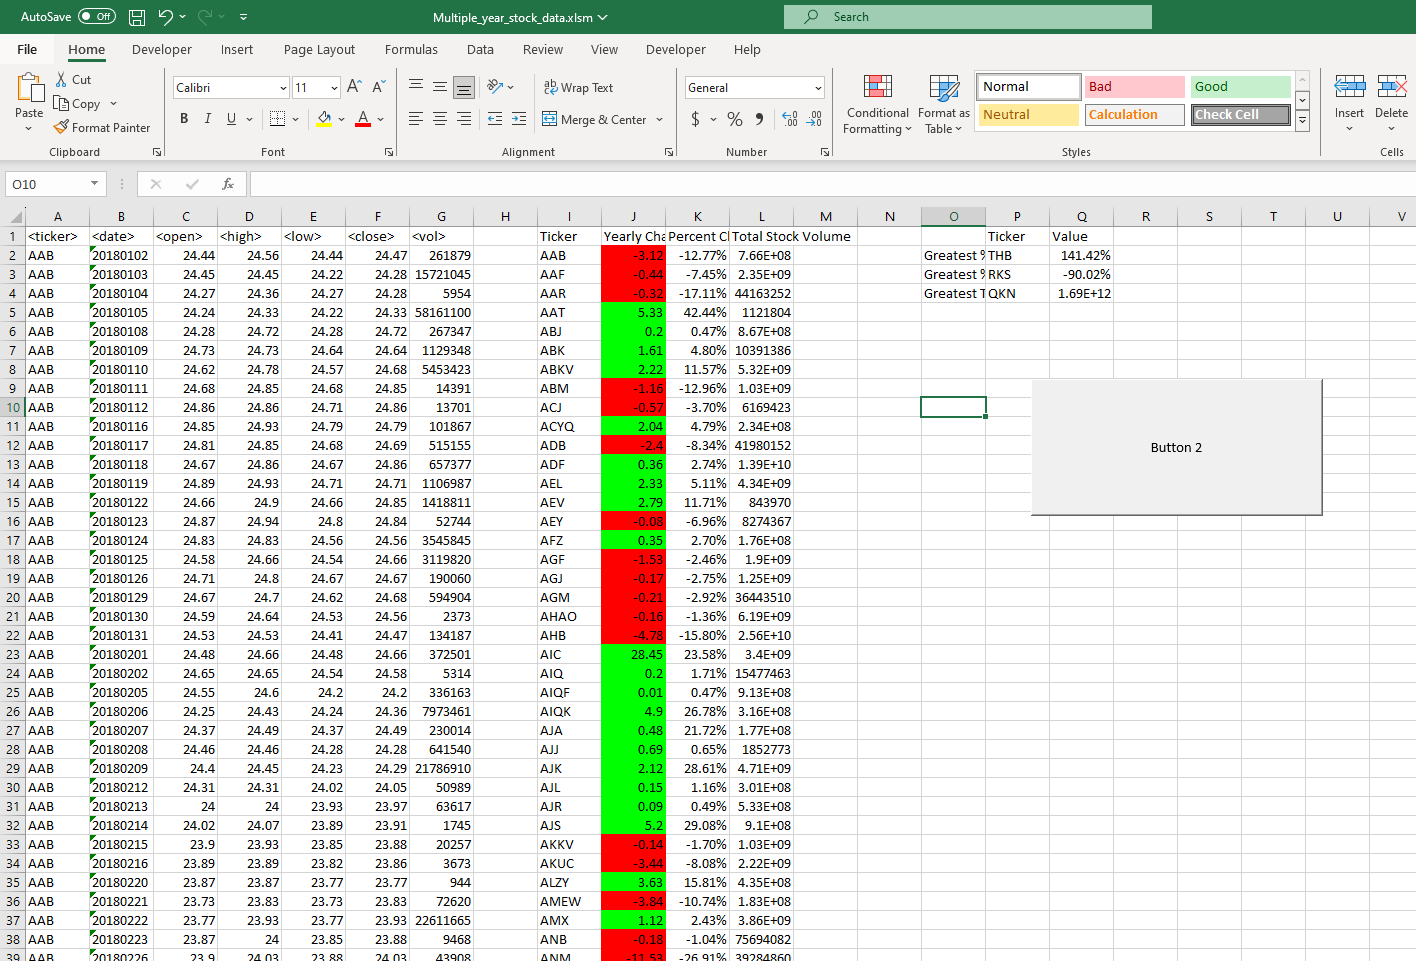 AutoSave Off Multiple_year_stock_data.xlsm Search
File Home Developer Insert Page Layout Formulas Data Review View Developer Help
Paste Cut Copy Format Painter Clipboard
Calibri 11 B I U A A A Font
ab Wrap Text Merge & Center Alignment
General $ % 9 .00 Number
Conditional Formatting Format as Table Normal Bad Good Neutral Calculation Check Cell Styles
Insert Delete Cells
O10 fx
A B C D E F G H I J K L M N O P Q R S T U V
1 <ticker> <date> <open> <high> <low> <close> <vol> Ticker Yearly Cha Percent Cl Total Stock Volume Ticker Value
2 AAB 20180102 24.44 24.56 24.44 24.47 261879 AAB -3.12 -12.77% 7.66E+08 Greatest % THB 141.42%
3 AAB 20180103 24.45 24.45 24.22 24.28 15721045 AAF -0.44 -7.45% 2.35E+09 Greatest % RKS -90.02%
4 AAB 20180104 24.27 24.36 24.27 24.28 5954 AAR -0.32 -17.11% 44163252 Greatest T QKN 1.69E+12
5 AAB 20180105 24.24 24.33 24.22 24.33 58161100 AAT 5.33 42.44% 1121804
6 AAB 20180108 24.28 24.72 24.28 24.72 267347 ABJ 0.2 0.47% 8.67E+08
7 AAB 20180109 24.73 24.73 24.64 24.64 1129348 ABK 1.61 4.80% 10391386
8 AAB 20180110 24.62 24.78 24.57 24.68 5453423 ABKV 2.22 11.57% 5.32E+09
9 AAB 20180111 24.68 24.85 24.68 24.85 14391 ABM -1.16 -12.96% 1.03E+09
10 AAB 20180112 24.86 24.86 24.71 24.86 13701 ACJ -0.57 -3.70% 6169423
11 AAB 20180116 24.85 24.93 24.79 24.79 101867 ACYQ 2.04 4.79% 2.34E+08
12 AAB 20180117 24.81 24.85 24.68 24.69 515155 ADB -2.4 -8.34% 41980152 Button 2
13 AAB 20180118 24.67 24.86 24.67 24.86 657377 ADF 0.36 2.74% 1.39E+10
14 AAB 20180119 24.89 24.93 24.71 24.71 1106987 AEL 2.33 5.11% 4.34E+09
15 AAB 20180122 24.66 24.9 24.66 24.85 1418811 AEV 2.79 11.71% 843970
16 AAB 20180123 24.87 24.94 24.8 24.84 52744 AEY -0.08 -6.96% 8274367
17 AAB 20180124 24.83 24.83 24.56 24.56 3545845 AFZ 0.35 2.70% 1.76E+08
18 AAB 20180125 24.58 24.66 24.54 24.66 3119820 AGF -1.53 -2.46% 1.9E+09
19 AAB 20180126 24.71 24.8 24.67 24.67 190060 AGJ -0.17 -2.75% 1.25E+09
20 AAB 20180129 24.67 24.7 24.62 24.68 594904 AGM -0.21 -2.92% 36443510
21 AAB 20180130 24.59 24.64 24.53 24.56 2373 AHAO -0.16 -1.36% 6.19E+09
22 AAB 20180131 24.53 24.53 24.41 24.47 134187 AHB -4.78 -15.80% 2.56E+10
23 AAB 20180201 24.48 24.66 24.48 24.66 372501 AIC 28.45 23.58% 3.4E+09
24 AAB 20180202 24.65 24.65 24.54 24.58 5314 AIQ 0.2 1.71% 15477463
25 AAB 20180205 24.55 24.6 24.2 24.2 336163 AIQF 0.01 0.47% 9.13E+08
26 AAB 20180206 24.25 24.43 24.24 24.36 7973461 AIQK 4.9 26.78% 3.16E+08
27 AAB 20180207 24.37 24.49 24.37 24.49 230014 AJA 0.48 21.72% 1.77E+08
28 AAB 20180208 24.46 24.46 24.28 24.28 641540 AJJ 0.69 0.65% 1852773
29 AAB 20180209 24.4 24.45 24.23 24.29 21786910 AJK 2.12 28.61% 4.71E+09
30 AAB 20180212 24.31 24.31 24.02 24.05 50989 AJL 0.15 1.16% 3.01E+08
31 AAB 20180213 24 24 23.93 23.97 63617 AJR 0.09 0.49% 5.33E+08
32 AAB 20180214 24.02 24.07 23.89 23.91 1745 AJS 5.2 29.08% 9.1E+08
33 AAB 20180215 23.9 23.93 23.85 23.88 20257 AKKV -0.14 -1.70% 1.03E+09
34 AAB 20180216 23.89 23.89 23.82 23.86 3673 AKUC -3.44 -8.08% 2.22E+09
35 AAB 20180220 23.87 23.87 23.77 23.77 944 ALZY 3.63 15.81% 4.35E+08
36 AAB 20180221 23.73 23.83 23.73 23.83 72620 AMEW -3.84 -10.74% 1.83E+08
37 AAB 20180222 23.77 23.93 23.77 23.93 22611665 AMX 1.12 2.43% 3.86E+09
38 AAB 20180223 23.87 24 23.85 23.88 9468 ANB -0.18 -1.04% 75694082
39 AAB 20180226 23.9 24.03 23.88 24.03 43908 ANM -11.53 -26.91% 39284860